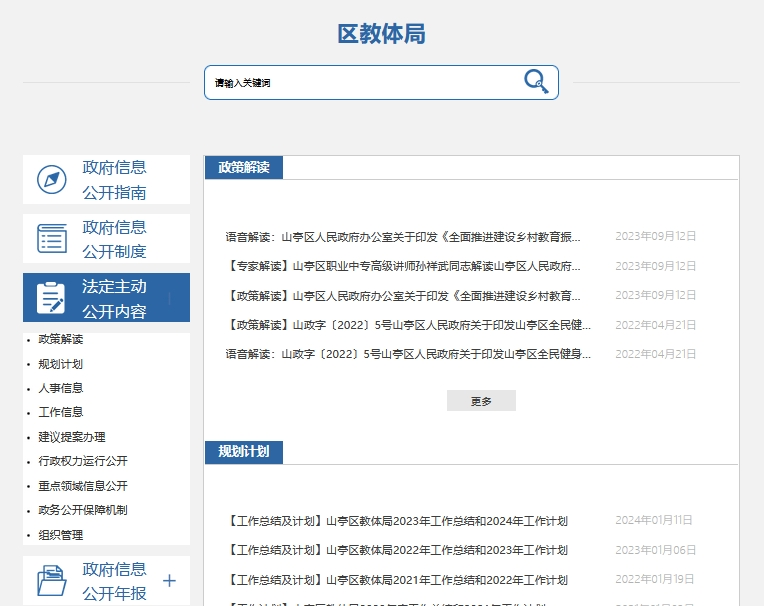 区教体局
请输入关键词
政府信息
公开指南
政府信息
公开制度
法定主动
公开内容
政策解读
规划计划
人事信息
工作信息
建议提案办理
行政权力运行公开
重点领域信息公开
政务公开保障机制
组织管理
政府信息
公开年报
政策解读
语音解读：山亭区人民政府办公室关于印发《全面推进建设乡村教育振... 2023年09月12日
【专家解读】山亭区职业中专高级讲师孙祥武同志解读山亭区人民政府... 2023年09月12日
【政策解读】山亭区人民政府办公室关于印发《全面推进建设乡村教育... 2023年09月12日
【政策解读】山政字〔2022〕5号山亭区人民政府关于印发山亭区全民健... 2022年04月21日
语音解读：山政字〔2022〕5号山亭区人民政府关于印发山亭区全民健身... 2022年04月21日
更多
规划计划
【工作总结及计划】山亭区教体局2023年工作总结和2024年工作计划 2024年01月11日
【工作总结及计划】山亭区教体局2022年工作总结和2023年工作计划 2023年01月06日
【工作总结及计划】山亭区教体局2021年工作总结和2022年工作计划 2022年01月19日